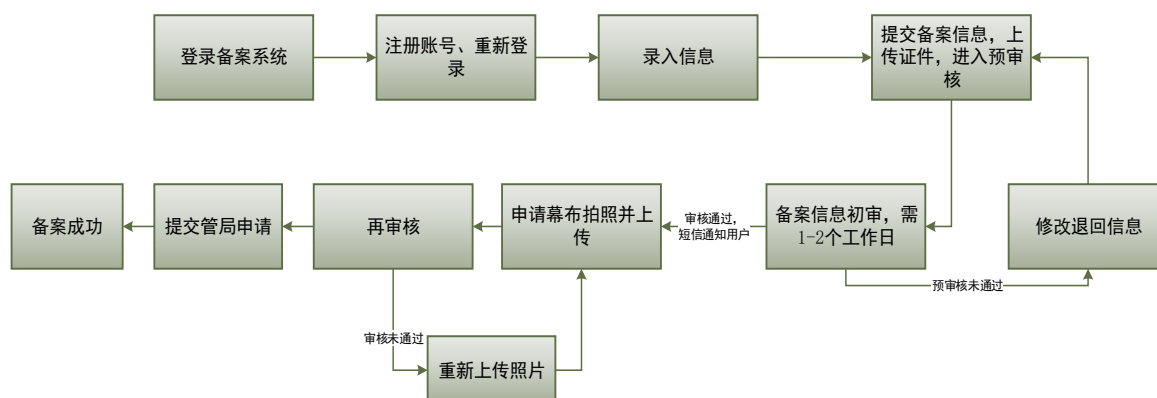 登录备案系统
注册账号、重新登
录
录入信息
提交备案信息，上
传证件，进入预审
核
备案成功
提交管局申请
再审核
申请幕布拍照并上
传
审核通过，
短信通知用户
备案信息初审，需
1-2个工作日
修改退回信息
预审核未通过
审核未通过
重新上传照片